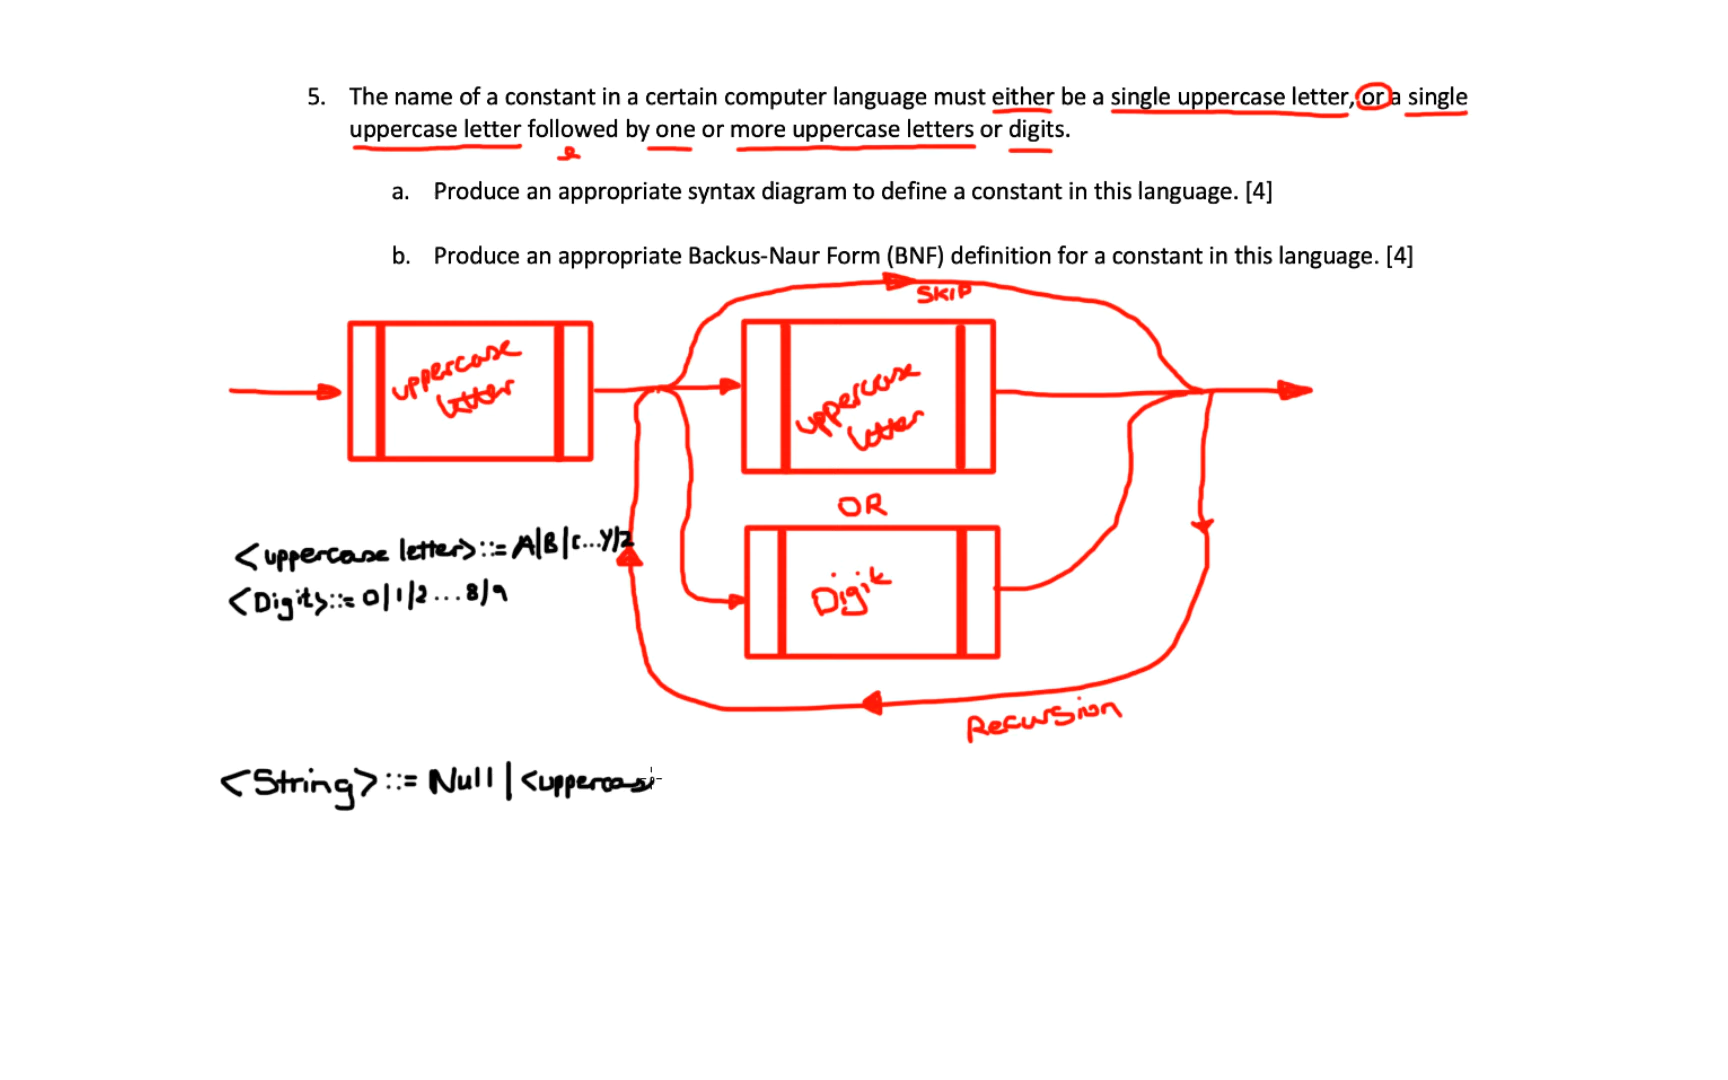 5. The name of a constant in a certain computer language must either be a single uppercase letter, or a single
uppercase letter followed by one or more uppercase letters or digits.
a. Produce an appropriate syntax diagram to define a constant in this language. [4]
b. Produce an appropriate Backus-Naur Form (BNF) definition for a constant in this language. [4]
SKIP
uppercase
letter
uppercase
letter
OR
Digit
<uppercase letter>::= A|B|C...Y|Z
<Digit>::= 0|1|2...8|9
Recursion
<String>::= Null | <uppercas